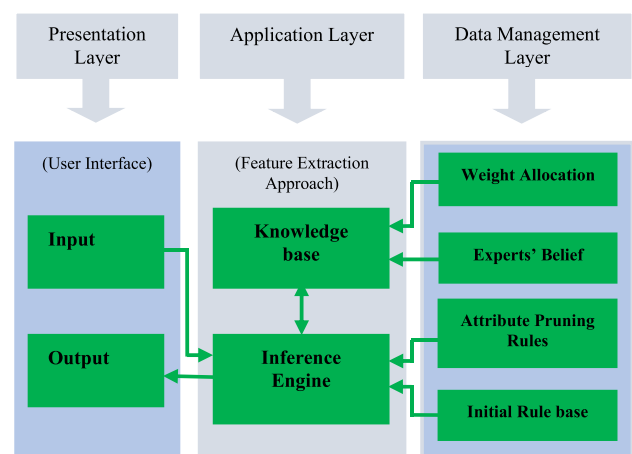 Presentation
Layer
Application Layer
Data Management
Layer
(User Interface)
Input
Output
(Feature Extraction
Approach)
Knowledge
base
Inference
Engine
Weight Allocation
Experts’ Belief
Attribute Pruning
Rules
Initial Rule base